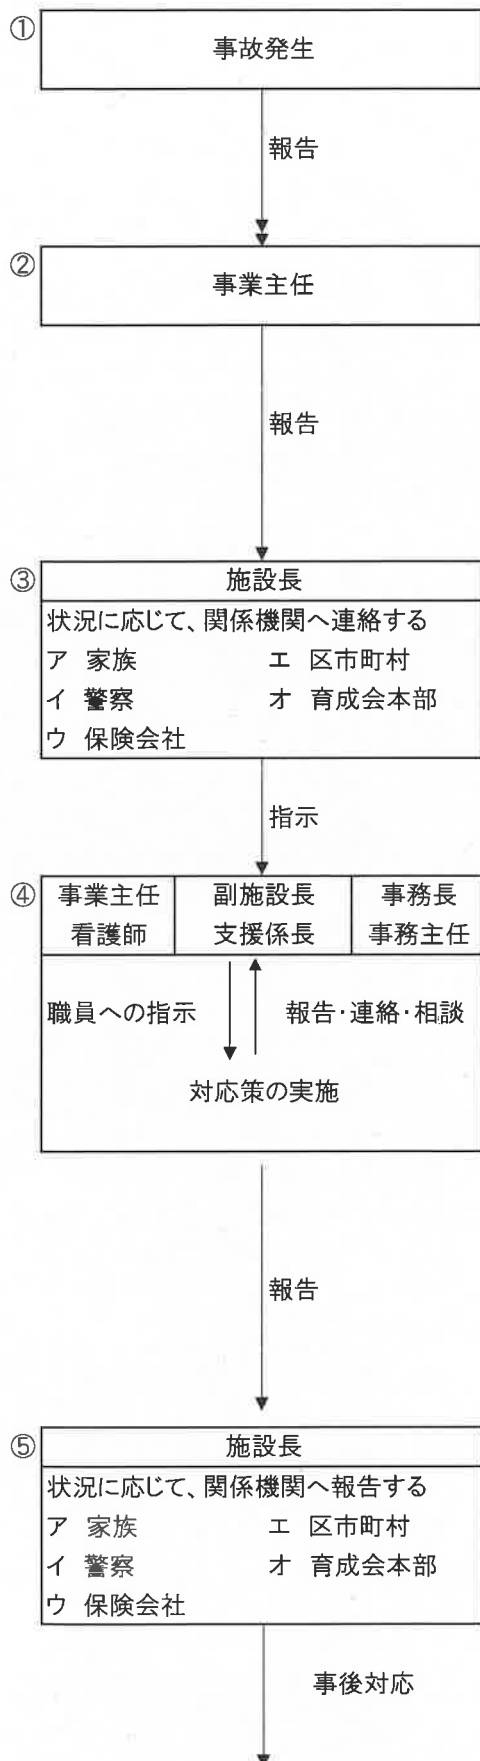 ① 事故発生
報告
② 事業主任
報告
③ 施設長
状況に応じて、関係機関へ連絡する
ア 家族 エ 区市町村
イ 警察 オ 育成会本部
ウ 保険会社
指示
④ 事業主任 副施設長 事務長
看護師 支援係長 事務主任
職員への指示 報告・連絡・相談
対応策の実施
報告
⑤ 施設長
状況に応じて、関係機関へ報告する
ア 家族 エ 区市町村
イ 警察 オ 育成会本部
ウ 保険会社
事後対応